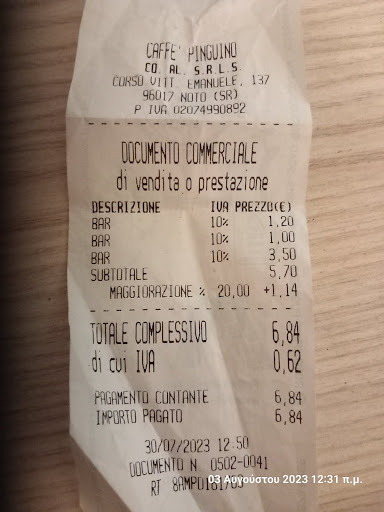 CAFFE' PINGUINO
CO. AL. S.R.L.S.
CORSO VITT. EMANUELE, 137
96017 NOTO (SR)
P IVA 02074990892
DOCUMENTO COMMERCIALE
di vendita o prestazione
DESCRIZIONE IVA PREZZO(€)
BAR 10% 1,20
BAR 10% 1,00
BAR 10% 3,50
SUBTOTALE 5,70
MAGGIORAZIONE % 20,00 +1,14
TOTALE COMPLESSIVO 6,84
di cui IVA 0,62
PAGAMENTO CONTANTE 6,84
IMPORTO PAGATO 6,84
30/07/2023 12:50
DOCUMENTO N. 0502-0041
03 Αυγούστου 2023 12:31 π.μ.
RT